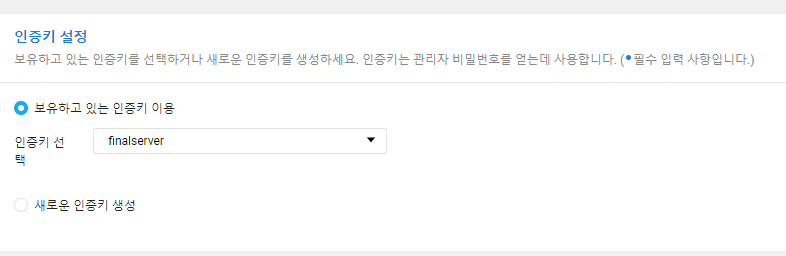 인증키 설정
보유하고 있는 인증키를 선택하거나 새로운 인증키를 생성하세요. 인증키는 관리자 비밀번호를 얻는데 사용합니다. (•필수 입력 사항입니다.)
보유하고 있는 인증키 이용
인증키 선
택
finalserver
새로운 인증키 생성